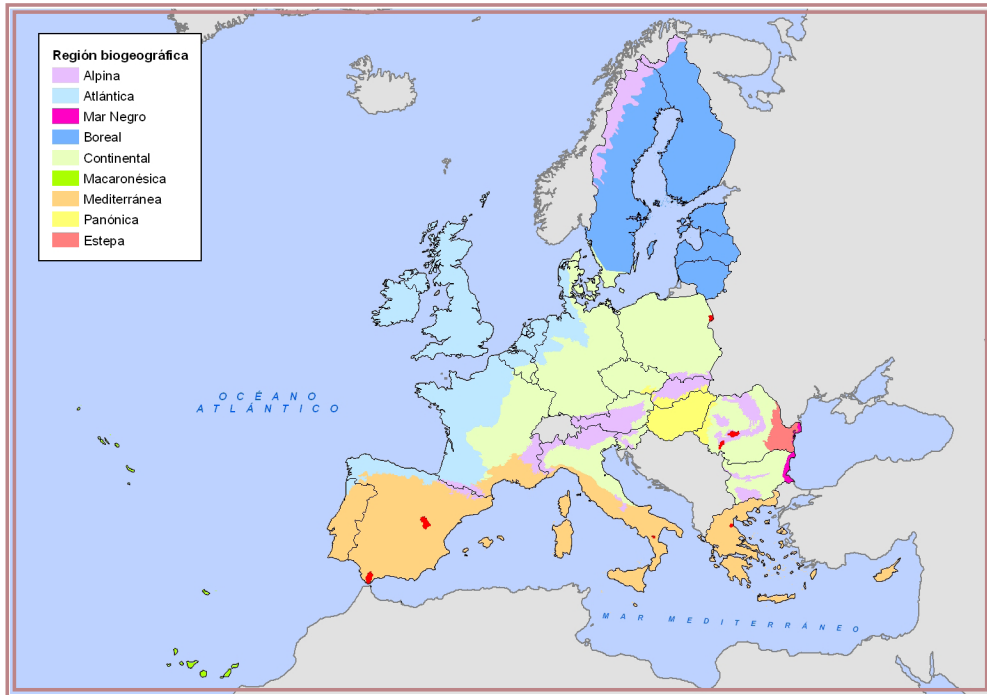 Región biogeográfica
Alpina
Atlántica
Mar Negro
Boreal
Continental
Macaronésica
Mediterránea
Panónica
Estepa
OCÉANO
ATLÁNTICO
MAR MEDITERRÁNEO